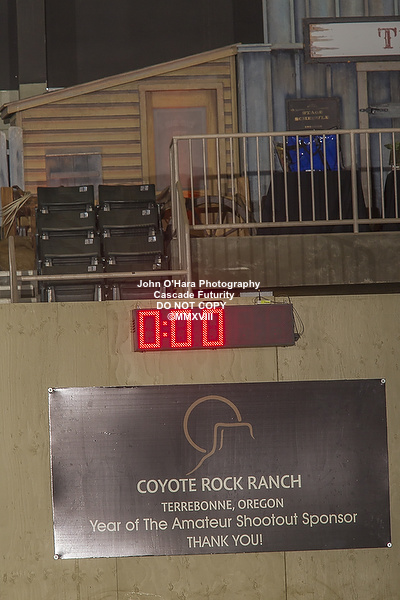 T
John O'Hara Photography
Cascade Futurity
DO NOT COPY
©MMXVIII
0:00
COYOTE ROCK RANCH
TERREBONNE, OREGON
Year of The Amateur Shootout Sponsor
THANK YOU!